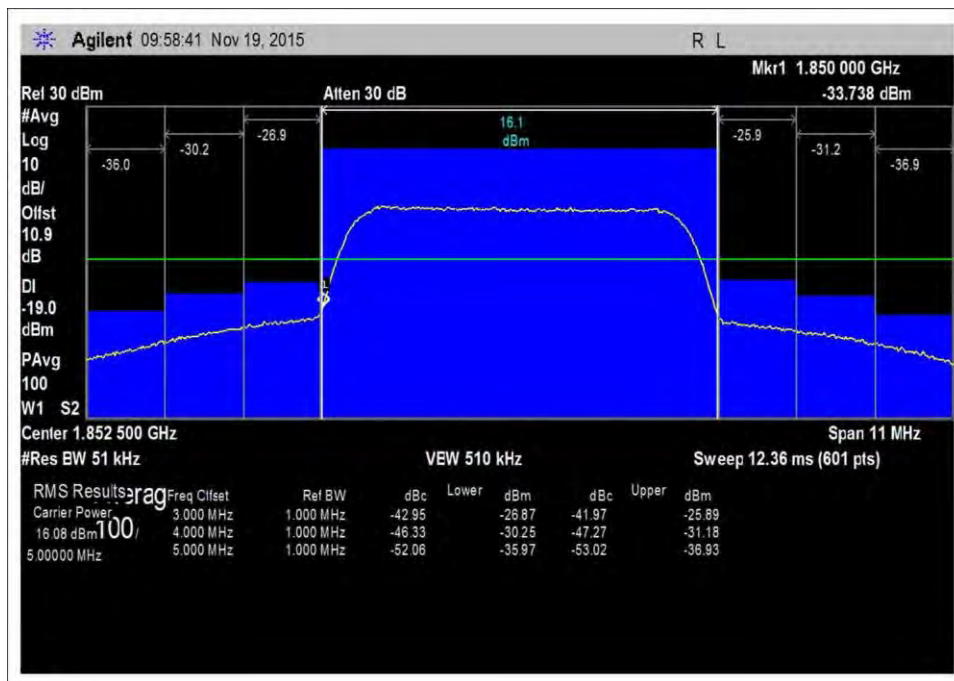 Agilent 09:58:41 Nov 19, 2015 R L
Mkr1 1.850 000 GHz
Ref 30 dBm Atten 30 dB -33.738 dBm
#Avg
Log
10
dB/
Offst
10.9
dB
DI
-19.0
dBm
PAvg
100
W1 S2
-36.0 -30.2 -26.9 16.1 dBm -25.9 -31.2 -36.9
1
Center 1.852 500 GHz Span 11 MHz
#Res BW 51 kHz VBW 510 kHz Sweep 12.36 ms (601 pts)
RMS Results Freq Offset Ref BW dBc Lower dBm dBc Upper dBm
Carrier Power 3.000 MHz 1.000 MHz -42.95 -26.87 -41.97 -25.89
16.08 dBm / 4.000 MHz 1.000 MHz -46.33 -30.25 -47.27 -31.18
5.00000 MHz 5.000 MHz 1.000 MHz -52.06 -35.97 -53.02 -36.93
100